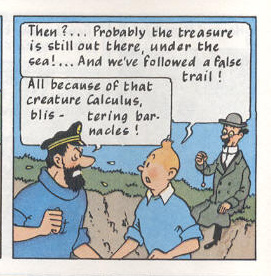 Then ?... Probably the treasure
is still out there, under the
sea!... And we've followed a false
trail !
All because of that
creature Calculus,
blis - tering bar-
nacles !